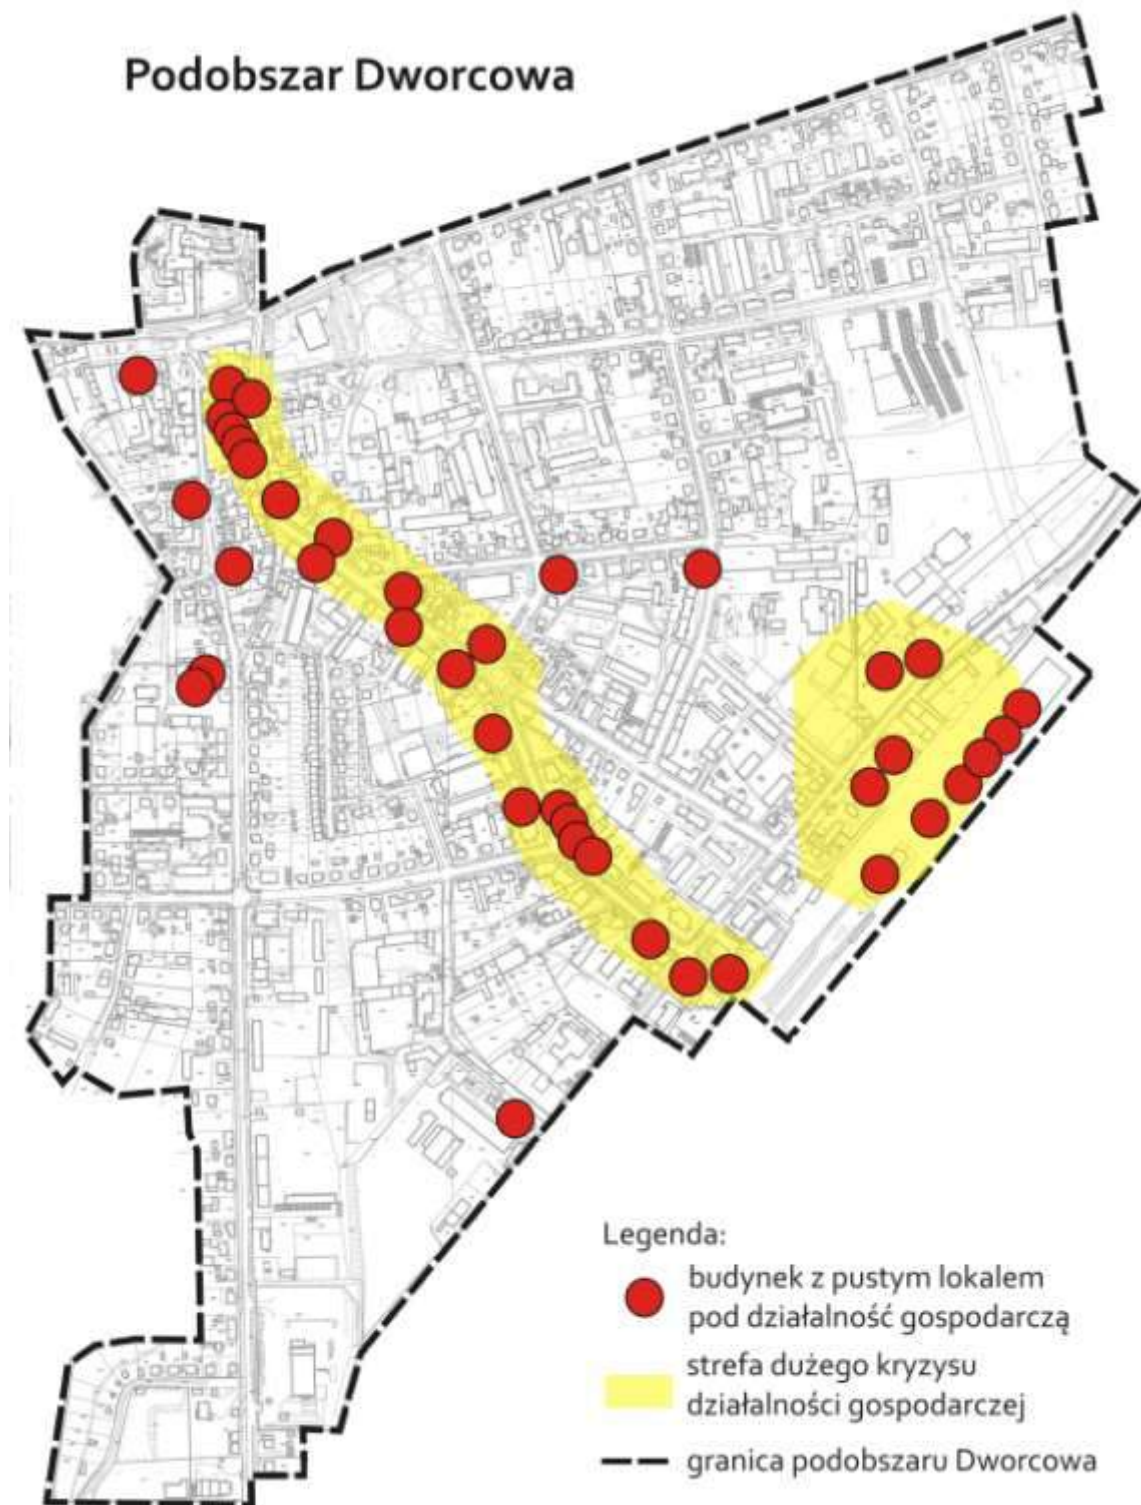 Podobszar Dworcowa
Legenda:
budynek z pustym lokalem
pod działalność gospodarczą
strefa dużego kryzysu
działalności gospodarczej
granica podobszaru Dworcowa